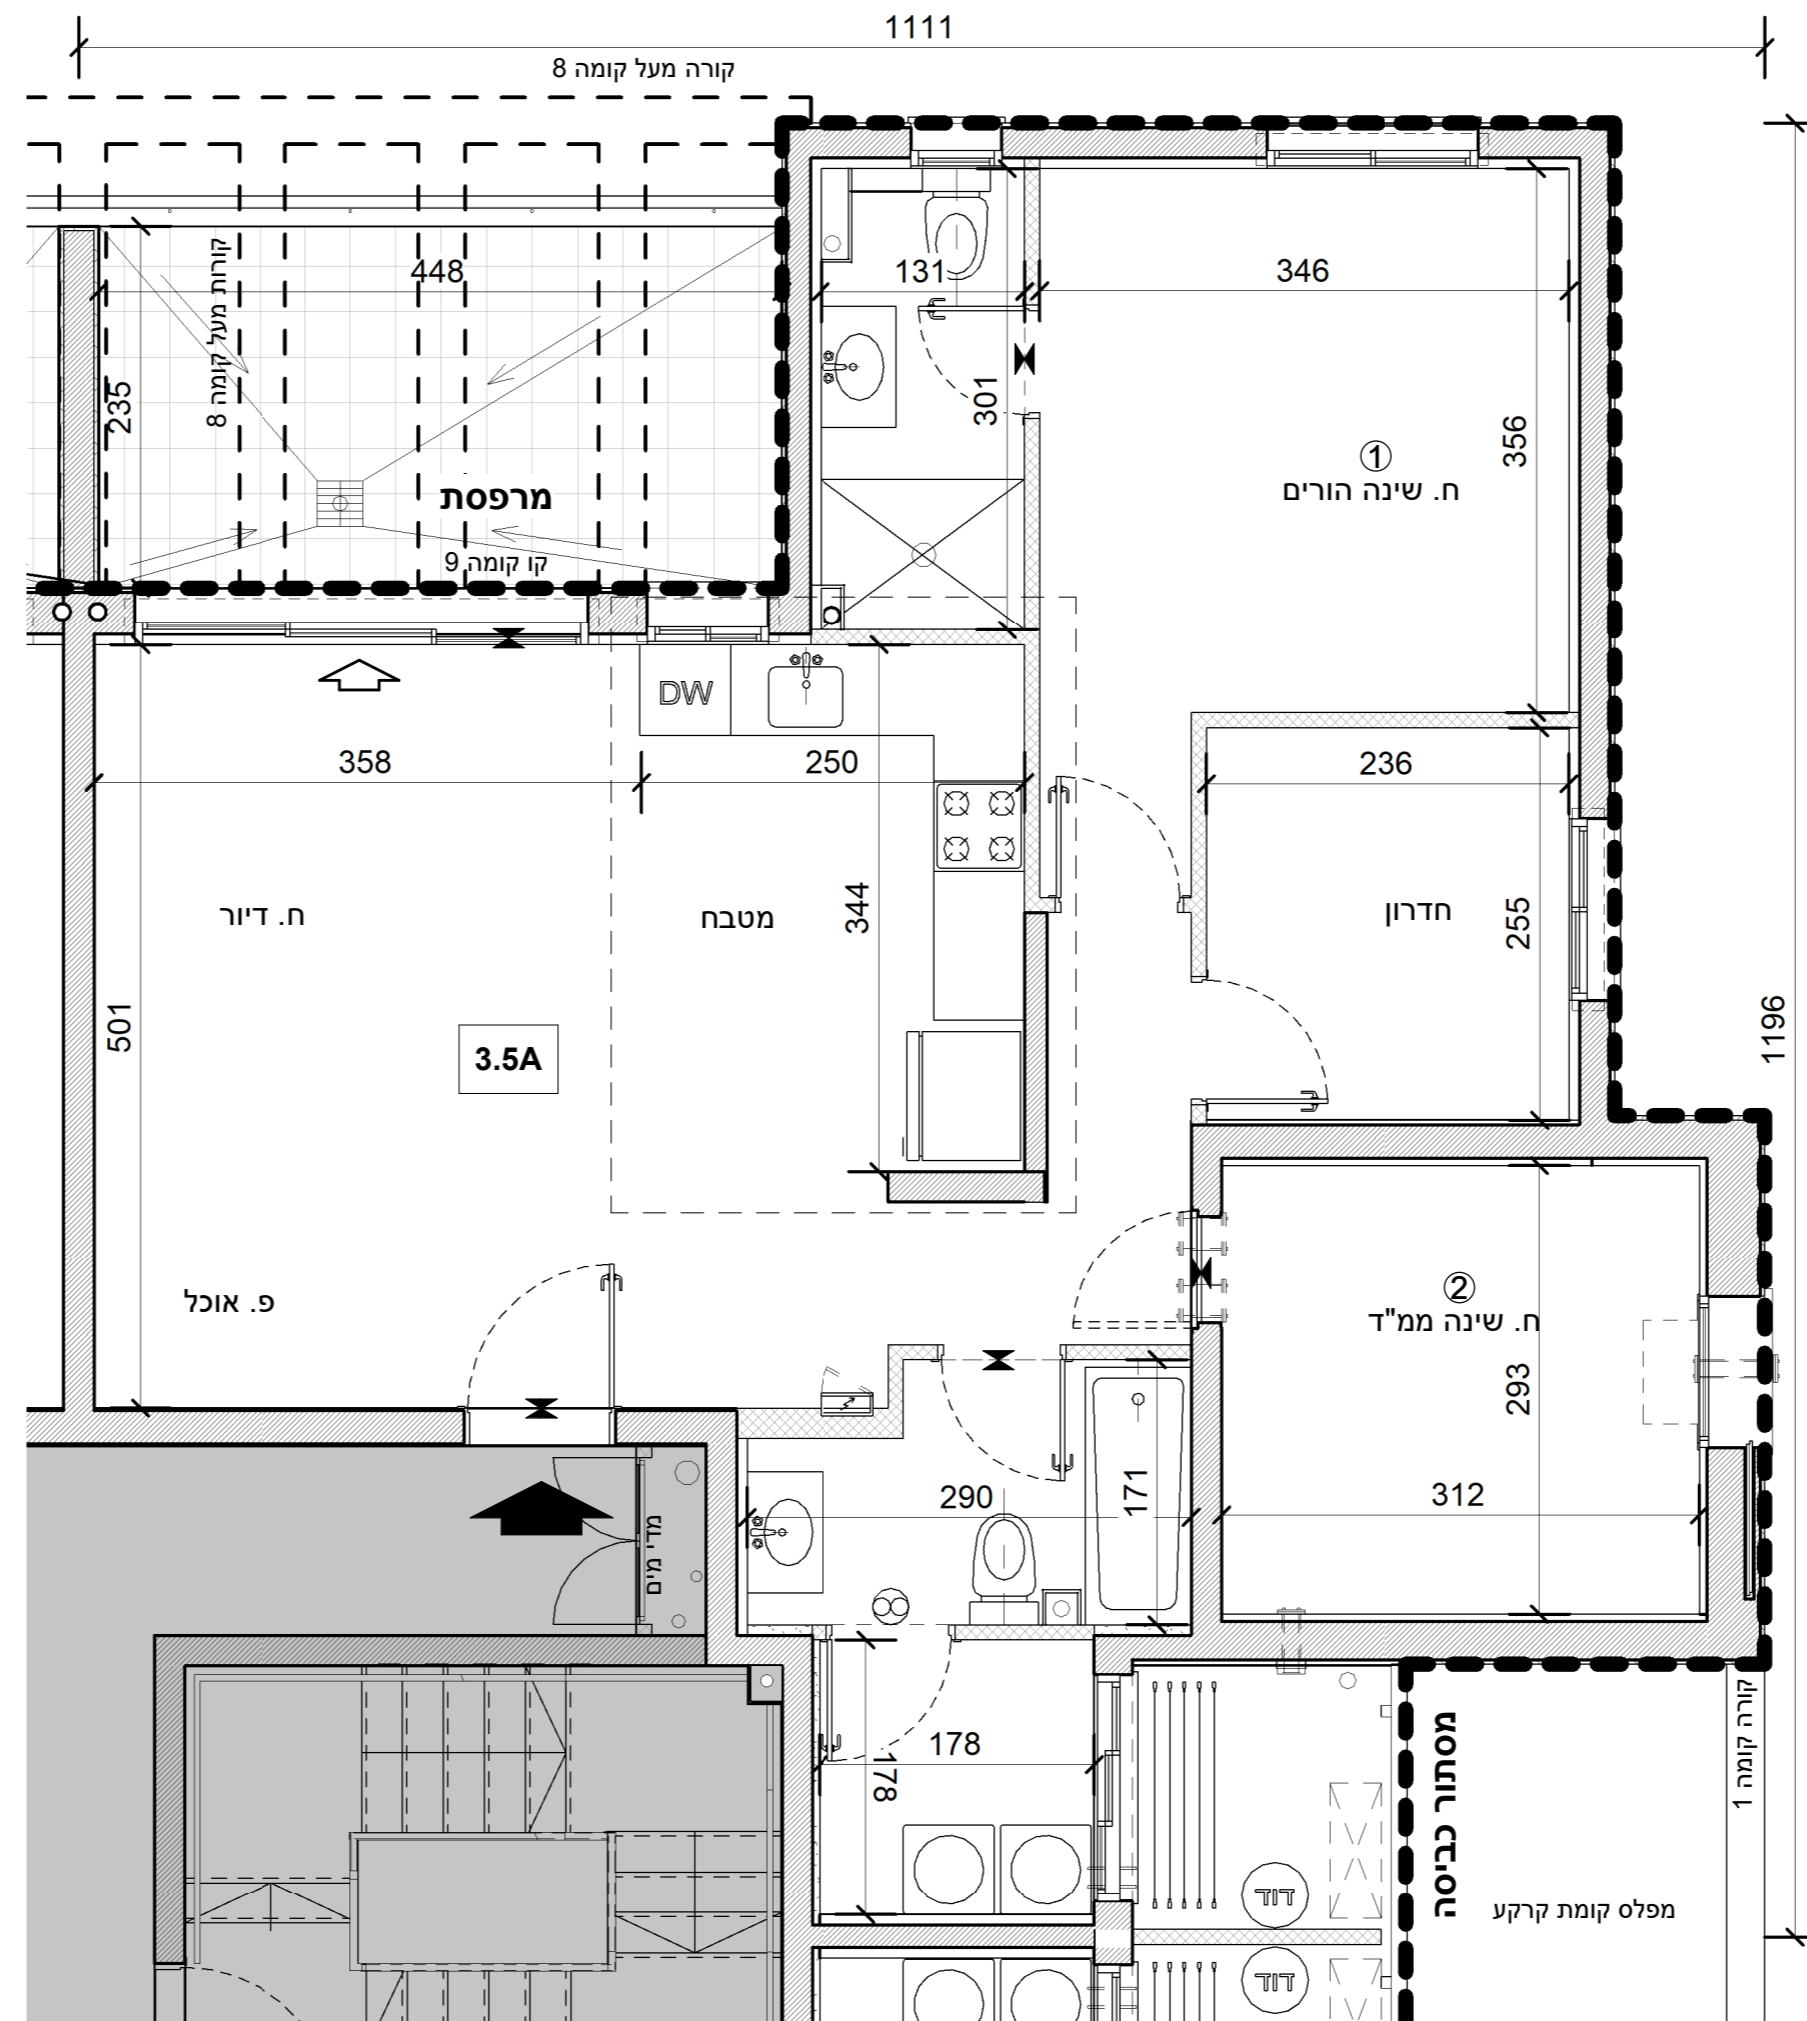 1111
קורה מעל קומה 8
448
131
346
קורות מעל קומה 8
235
301
356
①
ח. שינה הורים
מרפסת
קו קומה 9
DW
358
250
236
344
255
ח. דיור
מטבח
חדרון
501
3.5A
1196
פ. אוכל
②
ח. שינה ממ"ד
293
290
171
312
מדי מים
178
178
מסתור כביסה
קורה קומה 1
דוד
מפלס קומת קרקע
דוד